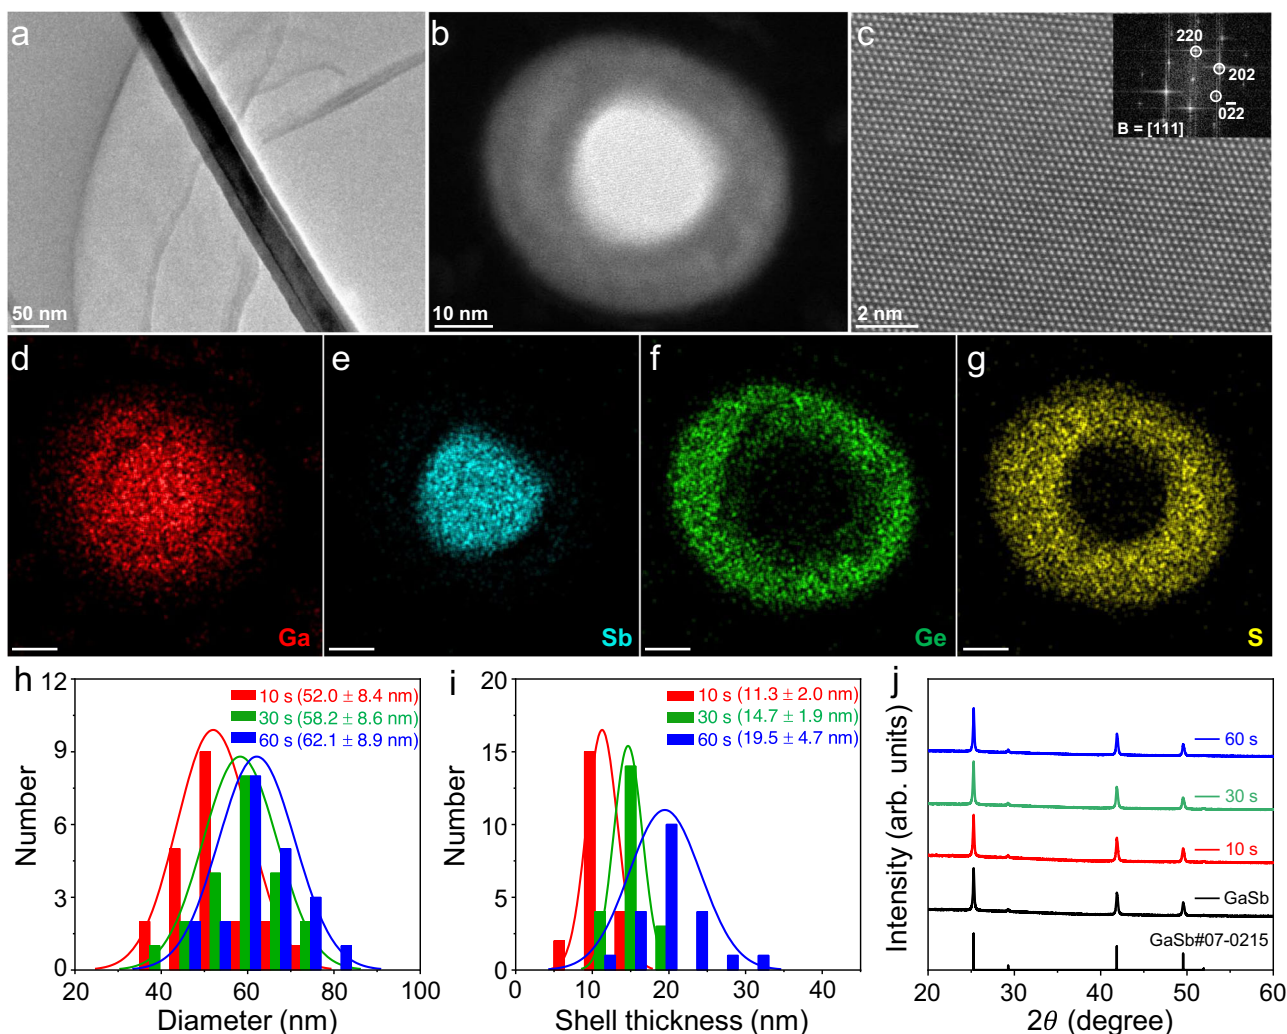 a
50 nm
b
10 nm
c
220
202
02̅2
B = [111]
2 nm
d
Ga
e
Sb
f
Ge
g
S
h
12
9
6
3
0
Number
10 s (52.0 ± 8.4 nm)
30 s (58.2 ± 8.6 nm)
60 s (62.1 ± 8.9 nm)
20 40 60 80 100
Diameter (nm)
i
20
15
10
5
0
Number
10 s (11.3 ± 2.0 nm)
30 s (14.7 ± 1.9 nm)
60 s (19.5 ± 4.7 nm)
0 10 20 30 40
Shell thickness (nm)
j
Intensity (arb. units)
60 s
30 s
10 s
GaSb
GaSb#07-0215
20 30 40 50 60
2θ (degree)